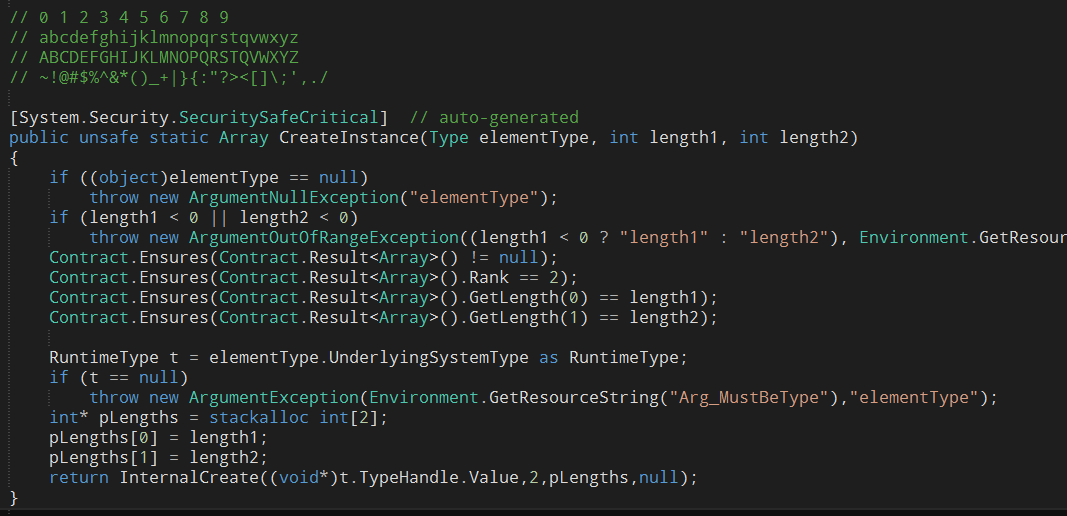 // 0 1 2 3 4 5 6 7 8 9
// abcdefghijklmnopqrstqvwxyz
// ABCDEFGHIJKLMNOPQRSTQVWXYZ
// ~!@#$%^&*()_+|}{:"?><[]\;',./
[System.Security.SecuritySafeCritical]  // auto-generated
public unsafe static Array CreateInstance(Type elementType, int length1, int length2)
{
    if ((object)elementType == null)
        throw new ArgumentNullException("elementType");
    if (length1 < 0 || length2 < 0)
        throw new ArgumentOutOfRangeException((length1 < 0 ? "length1" : "length2"), Environment.GetResour
    Contract.Ensures(Contract.Result<Array>() != null);
    Contract.Ensures(Contract.Result<Array>().Rank == 2);
    Contract.Ensures(Contract.Result<Array>().GetLength(0) == length1);
    Contract.Ensures(Contract.Result<Array>().GetLength(1) == length2);
    RuntimeType t = elementType.UnderlyingSystemType as RuntimeType;
    if (t == null)
        throw new ArgumentException(Environment.GetResourceString("Arg_MustBeType"),"elementType");
    int* pLengths = stackalloc int[2];
    pLengths[0] = length1;
    pLengths[1] = length2;
    return InternalCreate((void*)t.TypeHandle.Value,2,pLengths,null);
}